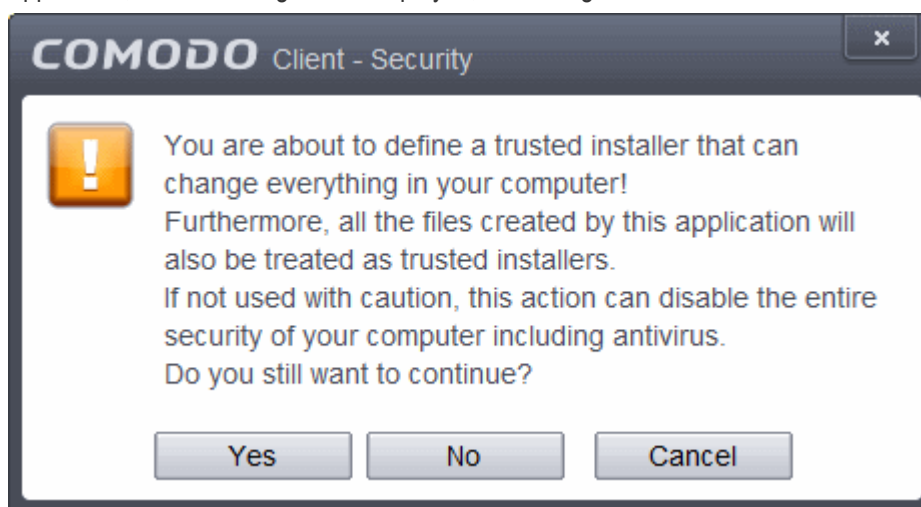 COMODO Client - Security
x
You are about to define a trusted installer that can
change everything in your computer!
Furthermore, all the files created by this application will
also be treated as trusted installers.
If not used with caution, this action can disable the entire
security of your computer including antivirus.
Do you still want to continue?
Yes No Cancel